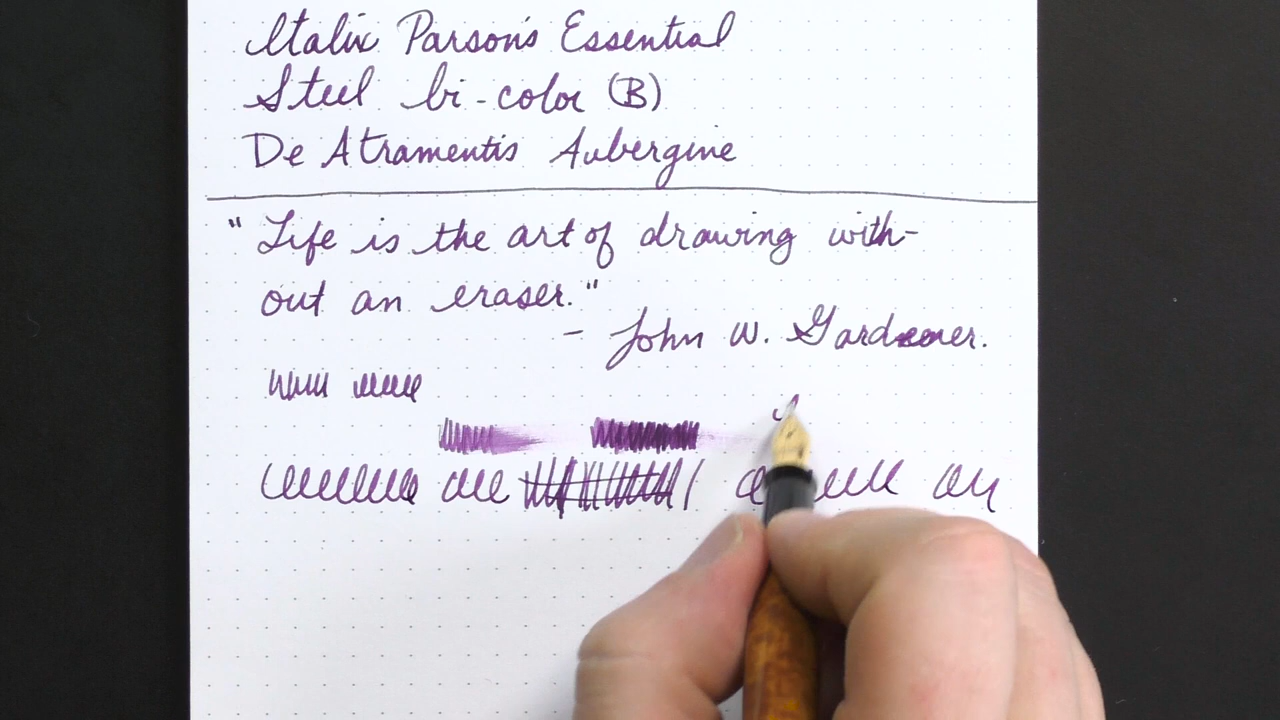 Italix Parson's Essential
Steel bi-color (B)
De Atramentis Aubergine
"Life is the art of drawing with-
out an eraser."
- John W. Gardner.